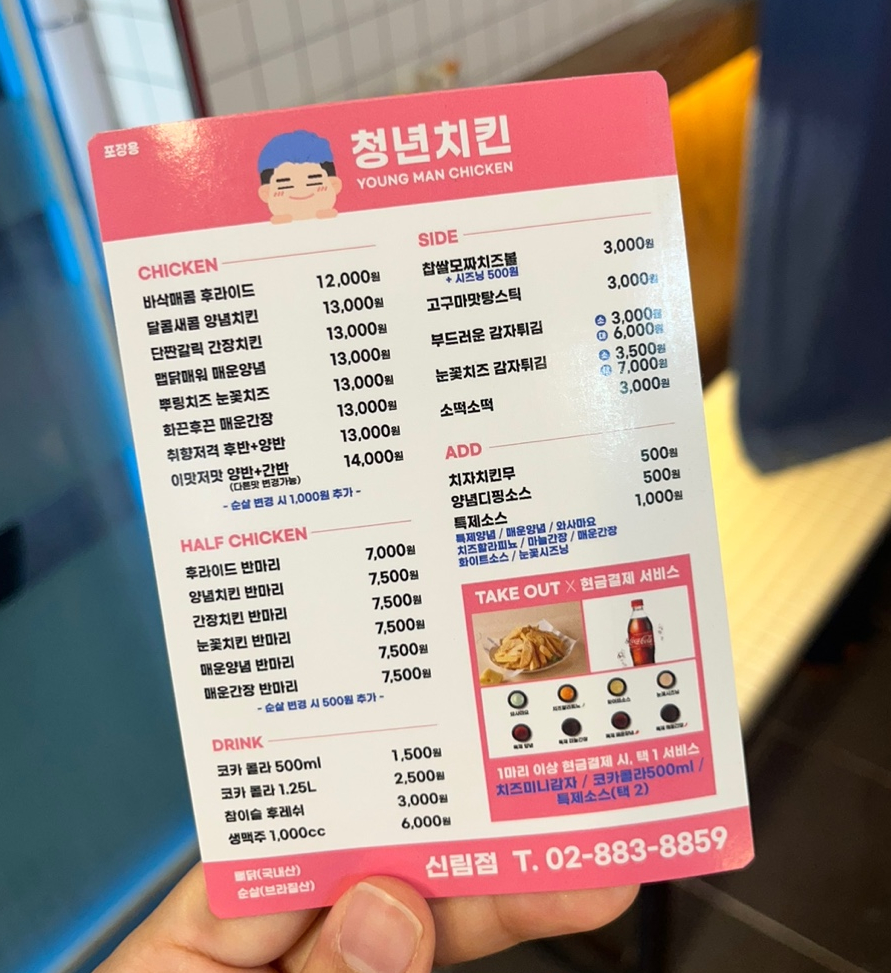 포장용
청년치킨
YOUNG MAN CHICKEN
CHICKEN
바삭매콤 후라이드 12,000원
달콤새콤 양념치킨 13,000원
단짠갈릭 간장치킨 13,000원
맵닭매워 매운양념 13,000원
뿌링치즈 눈꽃치즈 13,000원
화끈후끈 매운간장 13,000원
취향저격 후반+양반 13,000원
이맛저맛 양반+간반 14,000원
(다른맛 변경가능)
- 순살 변경 시 1,000원 추가 -
HALF CHICKEN
후라이드 반마리 7,000원
양념치킨 반마리 7,500원
간장치킨 반마리 7,500원
눈꽃치킨 반마리 7,500원
매운양념 반마리 7,500원
매운간장 반마리 7,500원
- 순살 변경 시 500원 추가 -
DRINK
코카 콜라 500ml 1,500원
코카 콜라 1.25L 2,500원
참이슬 후레쉬 3,000원
생맥주 1,000cc 6,000원
SIDE
찹쌀모짜치즈볼 3,000원
+ 시즈닝 500원
고구마맛탕스틱 3,000원
부드러운 감자튀김 소 3,000원
대 6,000원
눈꽃치즈 감자튀김 소 3,500원
대 7,000원
소떡소떡 3,000원
ADD
치자치킨무 500원
양념디핑소스 500원
특제소스 1,000원
특제양념 / 매운양념 / 와사마요
치즈할라피뇨 / 마늘간장 / 매운간장
화이트소스 / 눈꽃시즈닝
TAKE OUT X 현금결제 서비스
Coca-Cola
1마리 이상 현금결제 시, 택 1 서비스
치즈미니감자 / 코카콜라500ml /
특제소스(택 2)
신림점 T. 02-883-8859
뼈닭(국내산)
순살(브라질산)